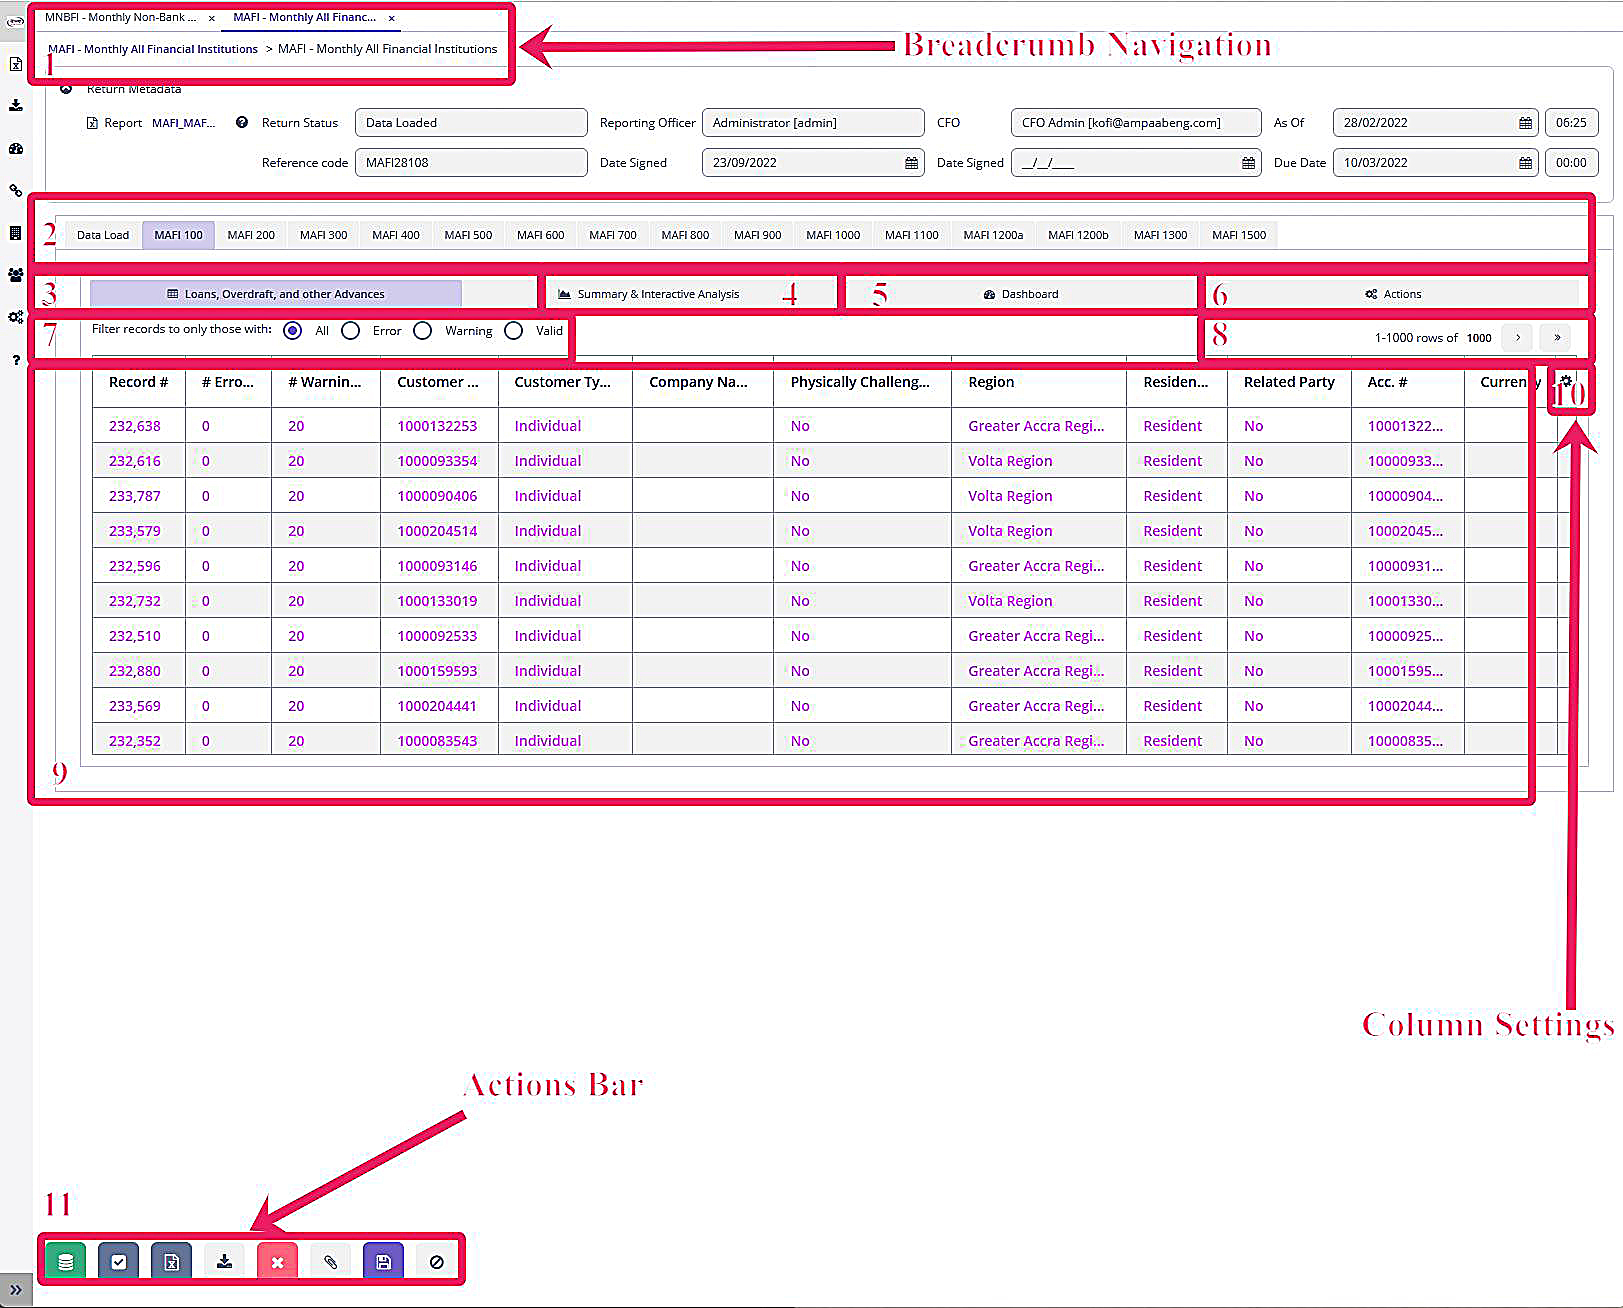 MNBFI - Monthly Non-Bank ... × MAFI - Monthly All Financ... ×
MAFI - Monthly All Financial Institutions > MAFI - Monthly All Financial Institutions
Breadcrumb Navigation
1
Return Metadata
Report MAFI_MAF... Return Status Data Loaded Reporting Officer Administrator [admin] CFO CFO Admin [kofi@ampaabeng.com] As Of 28/02/2022 06:25
Reference code MAFI28108 Date Signed 23/09/2022 Date Signed __/__/____ Due Date 10/03/2022 00:00
2 Data Load MAFI 100 MAFI 200 MAFI 300 MAFI 400 MAFI 500 MAFI 600 MAFI 700 MAFI 800 MAFI 900 MAFI 1000 MAFI 1100 MAFI 1200a MAFI 1200b MAFI 1300 MAFI 1500
3 Loans, Overdraft, and other Advances Summary & Interactive Analysis 4 5 Dashboard 6 Actions
7 Filter records to only those with: All Error Warning Valid 8 1-1000 rows of 1000 > »
Record # # Erro... # Warnin... Customer ... Customer Ty... Company Na... Physically Challeng... Region Residen... Related Party Acc. # Currency 10
232,638 0 20 1000132253 Individual No Greater Accra Regi... Resident No 10001322...
232,616 0 20 1000093354 Individual No Volta Region Resident No 10000933...
233,787 0 20 1000090406 Individual No Volta Region Resident No 10000904...
233,579 0 20 1000204514 Individual No Volta Region Resident No 10002045...
232,596 0 20 1000093146 Individual No Greater Accra Regi... Resident No 10000931...
232,732 0 20 1000133019 Individual No Volta Region Resident No 10001330...
232,510 0 20 1000092533 Individual No Greater Accra Regi... Resident No 10000925...
232,880 0 20 1000159593 Individual No Greater Accra Regi... Resident No 10001595...
233,569 0 20 1000204441 Individual No Greater Accra Regi... Resident No 10002044...
232,352 0 20 1000083543 Individual No Greater Accra Regi... Resident No 10000835...
9
Column Settings
Actions Bar
11